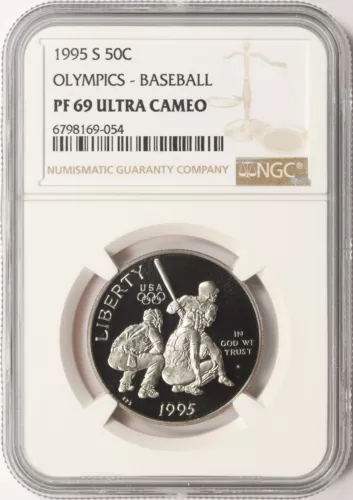 1995 S 50C
OLYMPICS - BASEBALL
PF 69 ULTRA CAMEO
6798169-054
NUMISMATIC GUARANTY COMPANY
NGC
LIBERTY
USA
IN
GOD WE
TRUST
1995